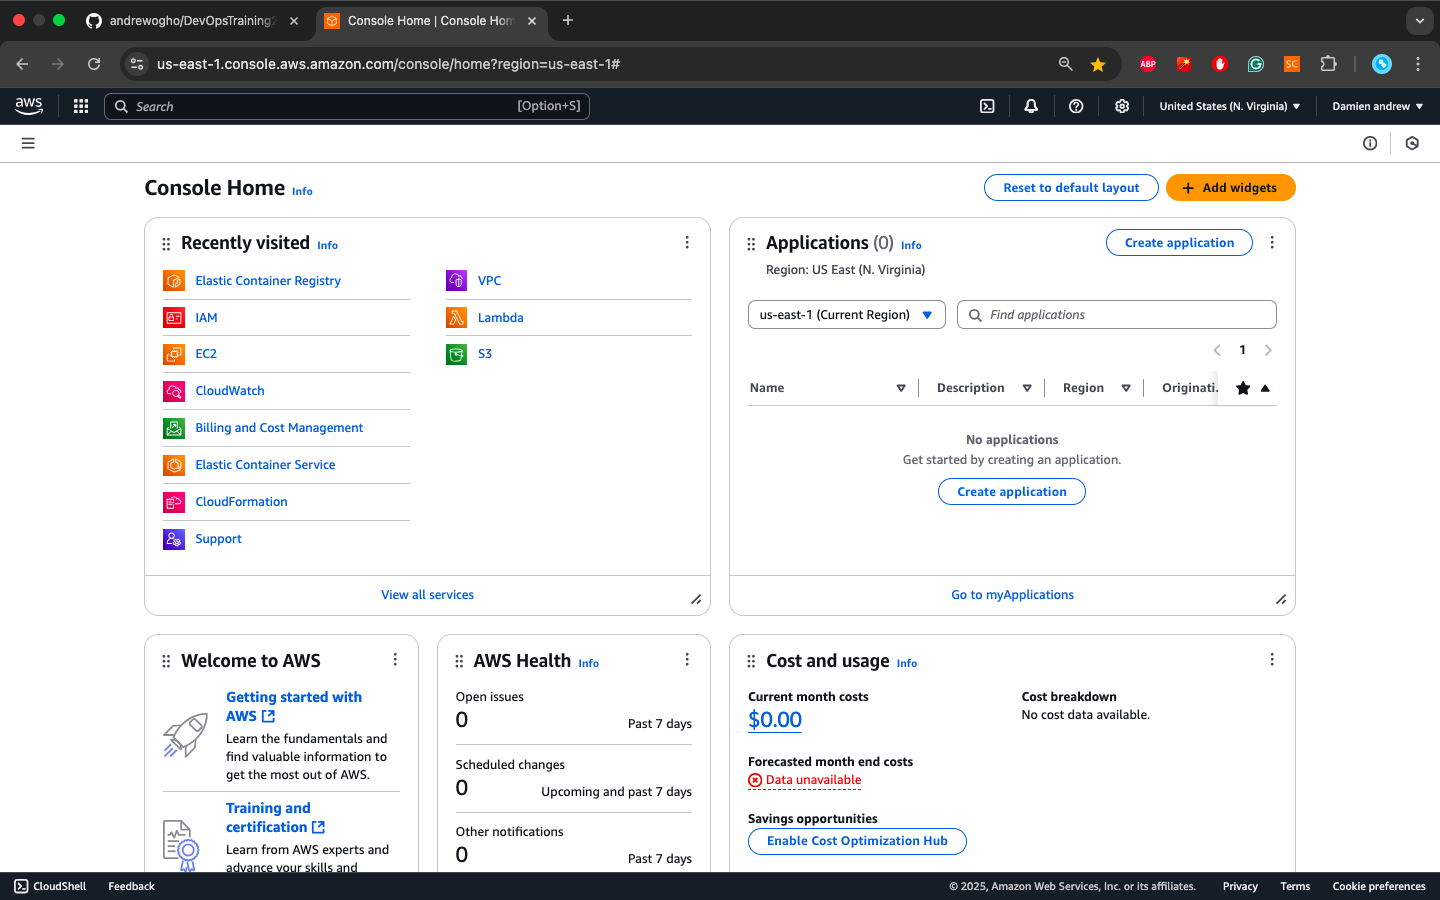 andrewogho/DevOpsTraining2
Console Home | Console Hom
us-east-1.console.aws.amazon.com/console/home?region=us-east-1#
ABP
SC
aws
Search
[Option+S]
United States (N. Virginia)
Damien andrew
Console Home Info
Reset to default layout
Add widgets
Recently visited Info
Elastic Container Registry
IAM
EC2
CloudWatch
Billing and Cost Management
Elastic Container Service
CloudFormation
Support
VPC
Lambda
S3
View all services
Applications (0) Info
Create application
Region: US East (N. Virginia)
us-east-1 (Current Region)
Find applications
1
Name
Description
Region
Originati.
No applications
Get started by creating an application.
Create application
Go to myApplications
Welcome to AWS
Getting started with
AWS
Learn the fundamentals and
find valuable information to
get the most out of AWS.
Training and
certification
Learn from AWS experts and
advance your skills and
AWS Health Info
Open issues
0
Past 7 days
Scheduled changes
0
Upcoming and past 7 days
Other notifications
0
Past 7 days
Cost and usage Info
Current month costs
$0.00
Forecasted month end costs
Data unavailable
Savings opportunities
Enable Cost Optimization Hub
Cost breakdown
No cost data available.
CloudShell
Feedback
© 2025, Amazon Web Services, Inc. or its affiliates.
Privacy
Terms
Cookie preferences